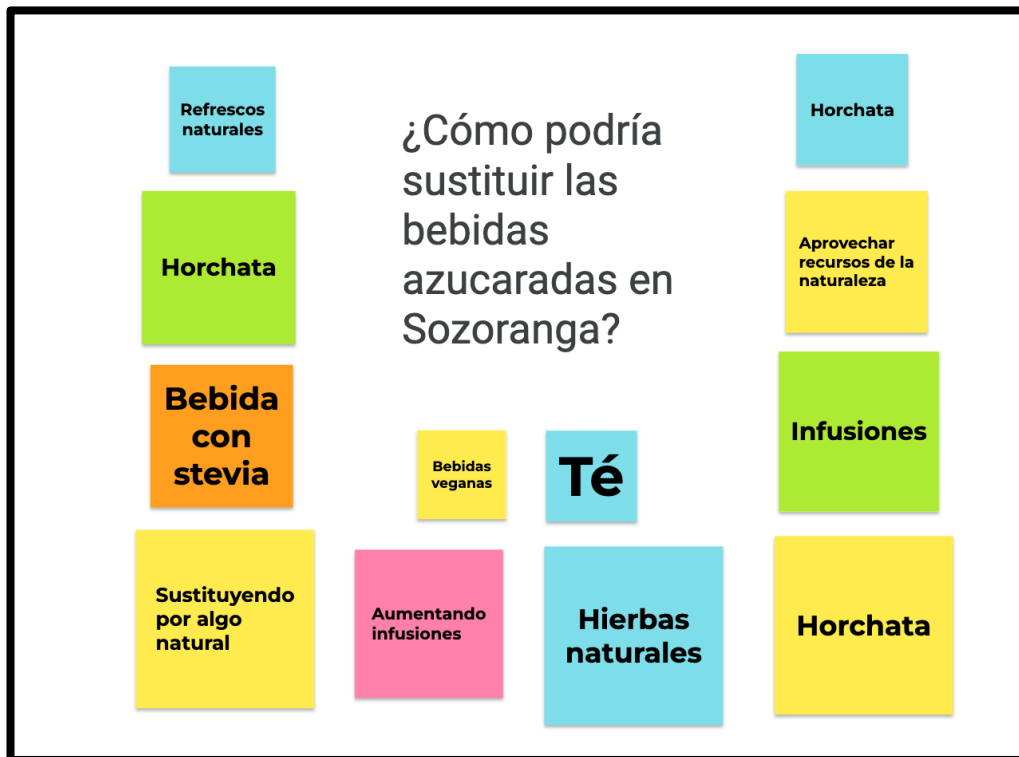 Refrescos
naturales
¿Cómo podría
sustituir las
bebidas
azucaradas en
Sozoranga?
Horchata
Horchata
Aprovechar
recursos de la
naturaleza
Bebida
con
stevia
Bebidas
veganas
Té
Infusiones
Sustituyendo
por algo
natural
Aumentando
infusiones
Hierbas
naturales
Horchata